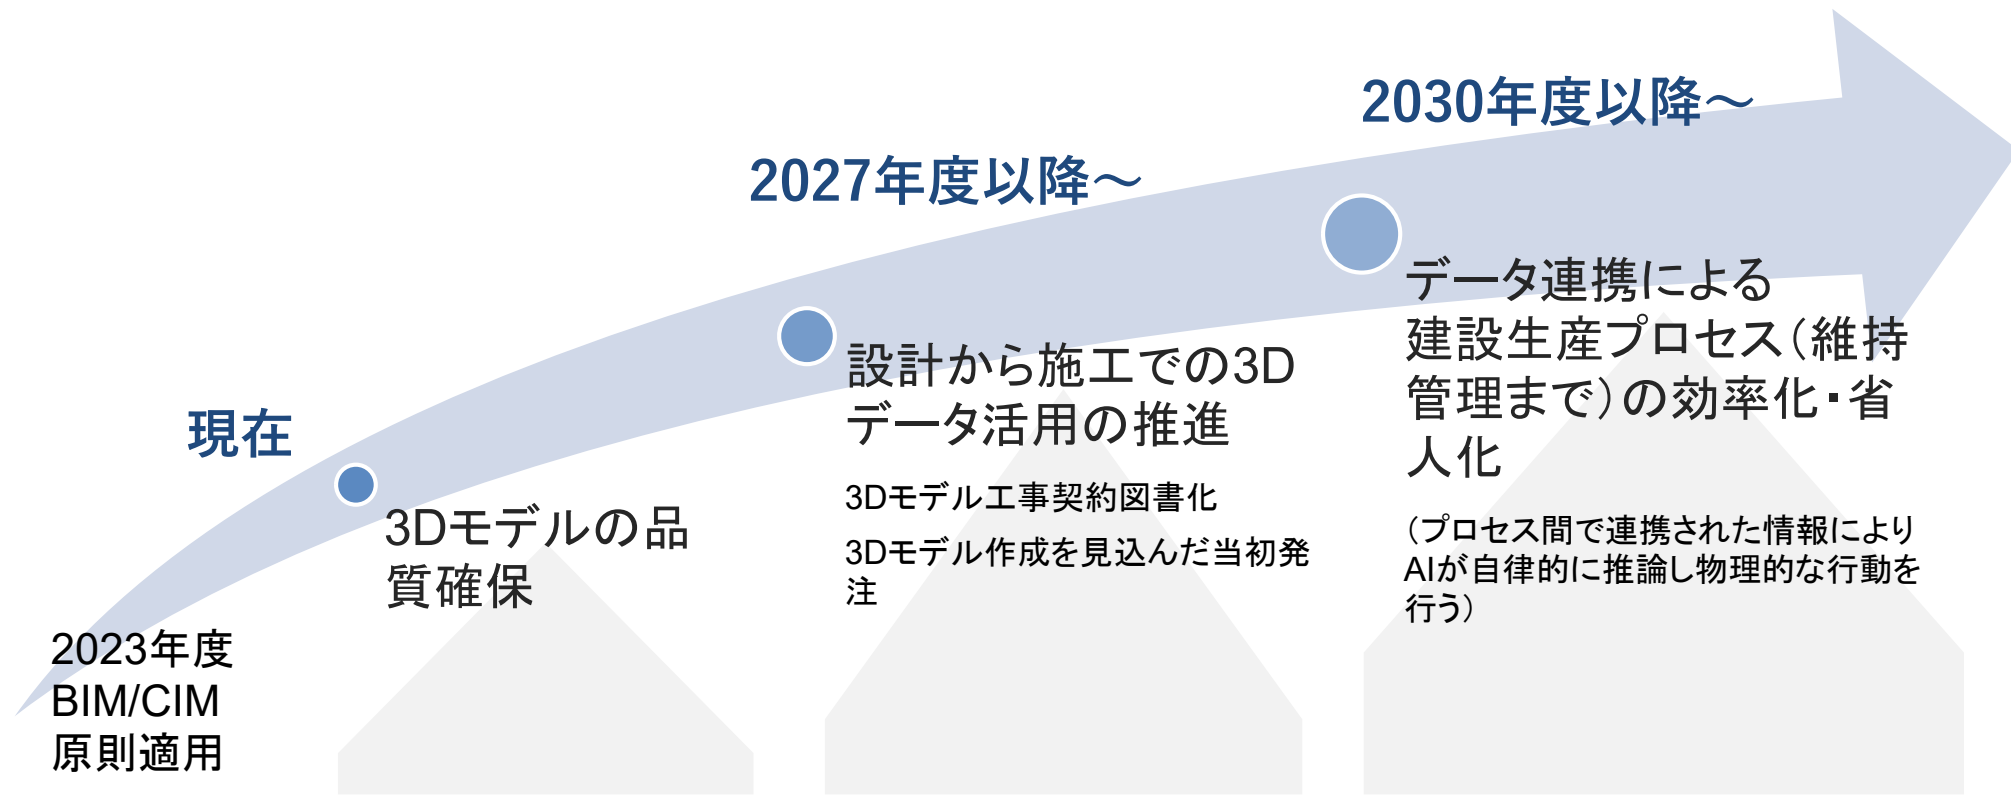 2023年度
BIM/CIM
原則適用
現在
3Dモデルの品
質確保
2027年度以降～
設計から施工での3D
データ活用の推進
3Dモデル工事契約図書化
3Dモデル作成を見込んだ当初発
注
2030年度以降～
データ連携による
建設生産プロセス（維持
管理まで）の効率化・省
人化
（プロセス間で連携された情報により
AIが自律的に推論し物理的な行動を
行う）